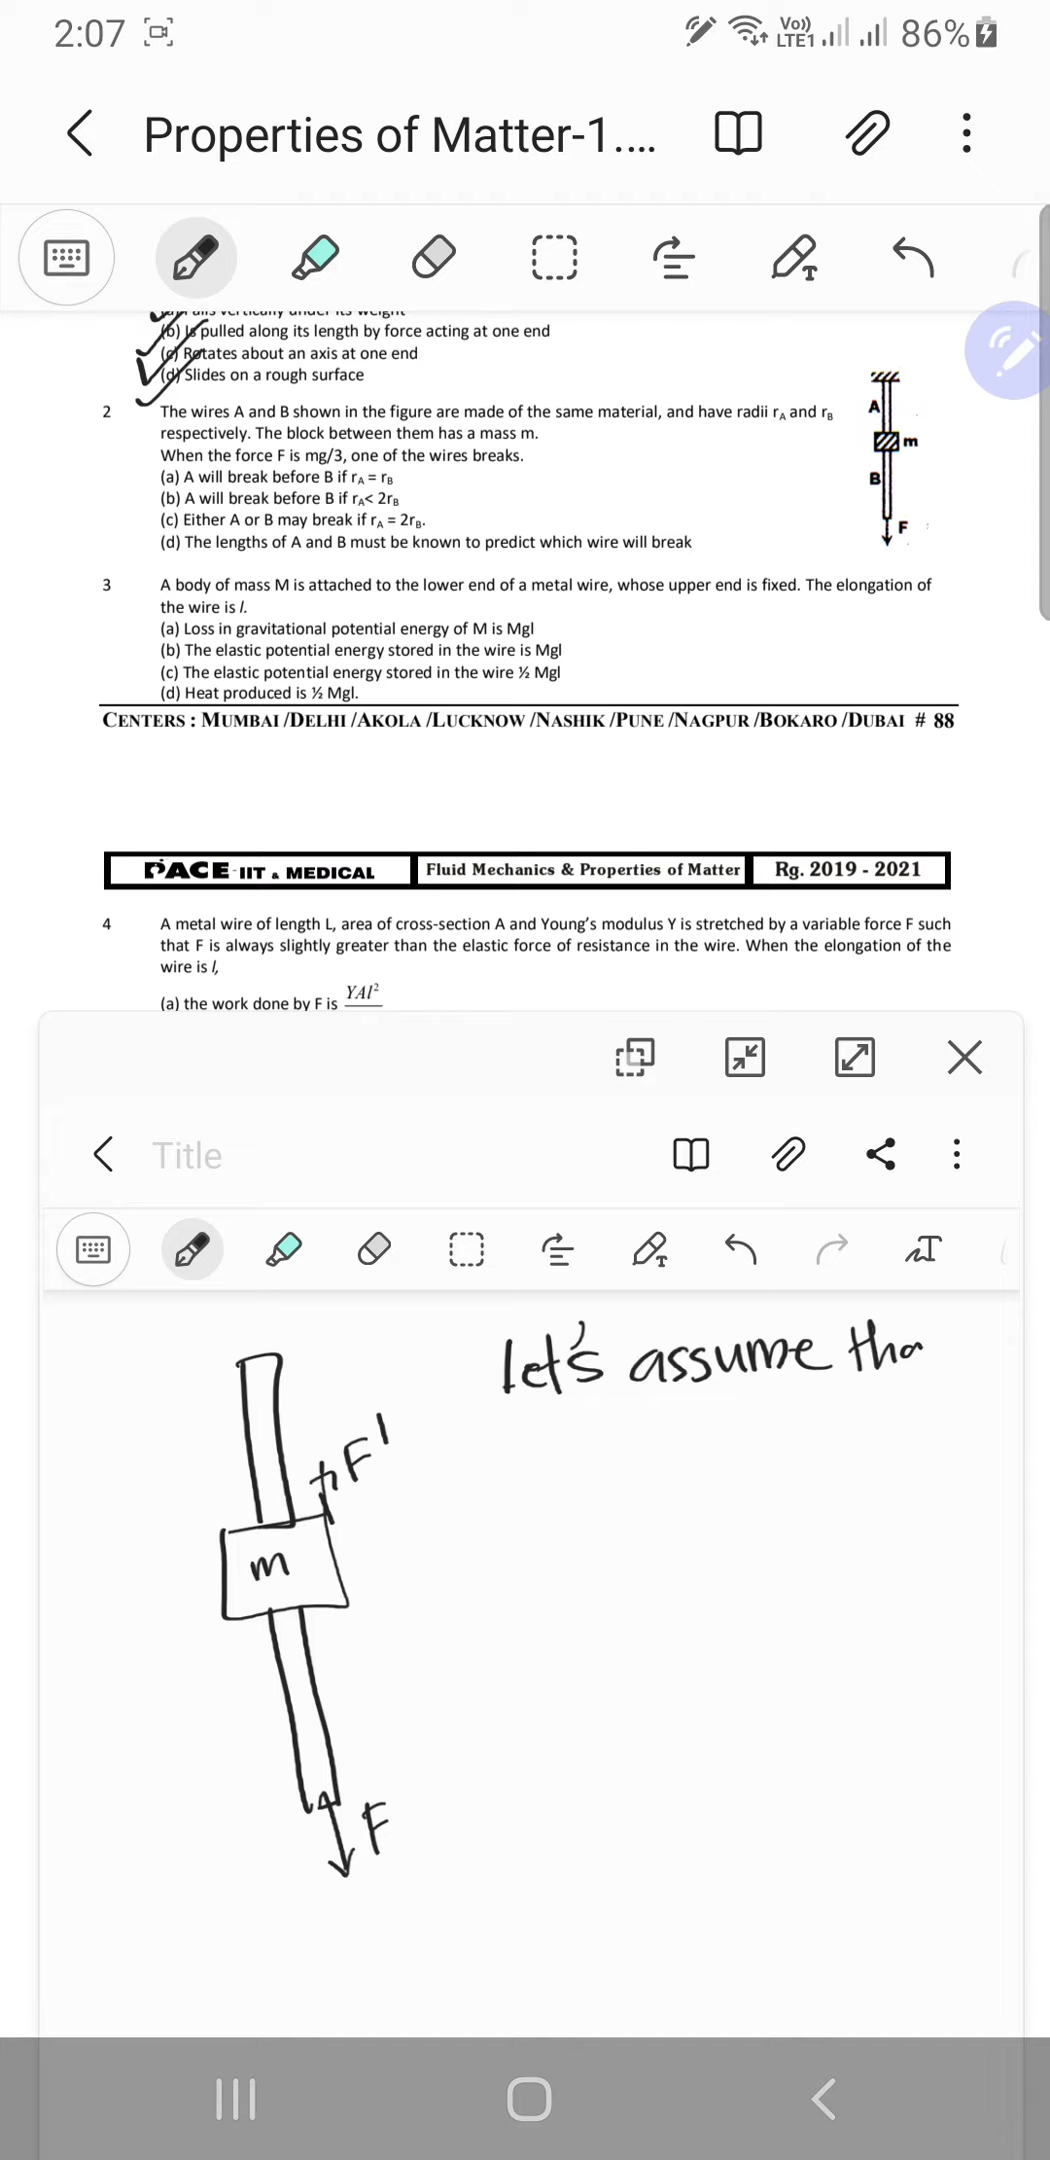 2:07 Vo)) LTE1 86%
Properties of Matter-1....
T
(b) Is pulled along its length by force acting at one end
(c) Rotates about an axis at one end
(d) Slides on a rough surface
2 The wires A and B shown in the figure are made of the same material, and have radii rA and rB
respectively. The block between them has a mass m.
When the force F is mg/3, one of the wires breaks.
(a) A will break before B if rA = rB
(b) A will break before B if rA< 2rB
(c) Either A or B may break if rA = 2rB.
(d) The lengths of A and B must be known to predict which wire will break
A
m
B
F
3 A body of mass M is attached to the lower end of a metal wire, whose upper end is fixed. The elongation of
the wire is l.
(a) Loss in gravitational potential energy of M is Mgl
(b) The elastic potential energy stored in the wire is Mgl
(c) The elastic potential energy stored in the wire ½ Mgl
(d) Heat produced is ½ Mgl.
CENTERS : MUMBAI /DELHI /AKOLA /LUCKNOW /NASHIK /PUNE /NAGPUR /BOKARO /DUBAI # 88
PACE IIT & MEDICAL Fluid Mechanics & Properties of Matter Rg. 2019 - 2021
4 A metal wire of length L, area of cross-section A and Young’s modulus Y is stretched by a variable force F such
that F is always slightly greater than the elastic force of resistance in the wire. When the elongation of the
wire is l,
(a) the work done by F is YAl²
Title
T T
let's assume tha
F'
m
F